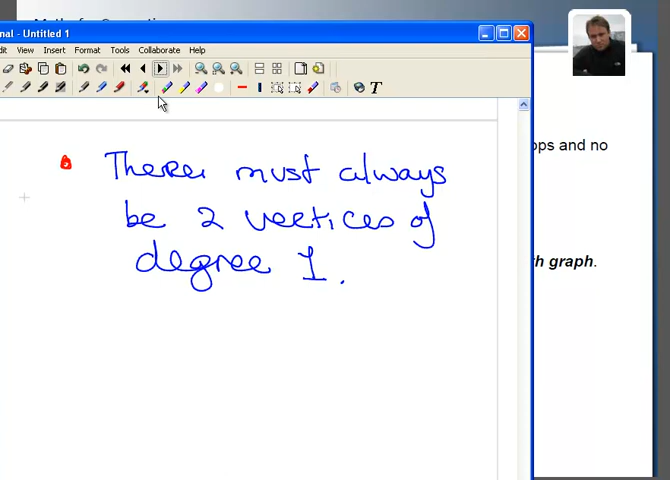 nal - Untitled 1
dit View Insert Format Tools Collaborate Help
T
There must always
be 2 vertices of
degree 1.
ops and no
th graph.